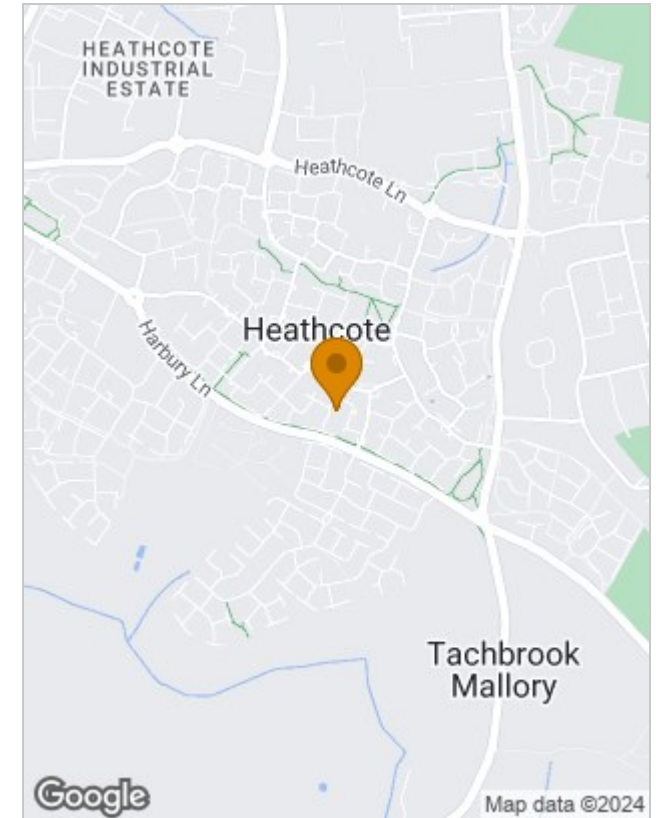 HEATHCOTE
INDUSTRIAL
ESTATE
Heathcote Ln
Heathcote
Harbury Ln
Tachbrook
Mallory
Google
Map data ©2024